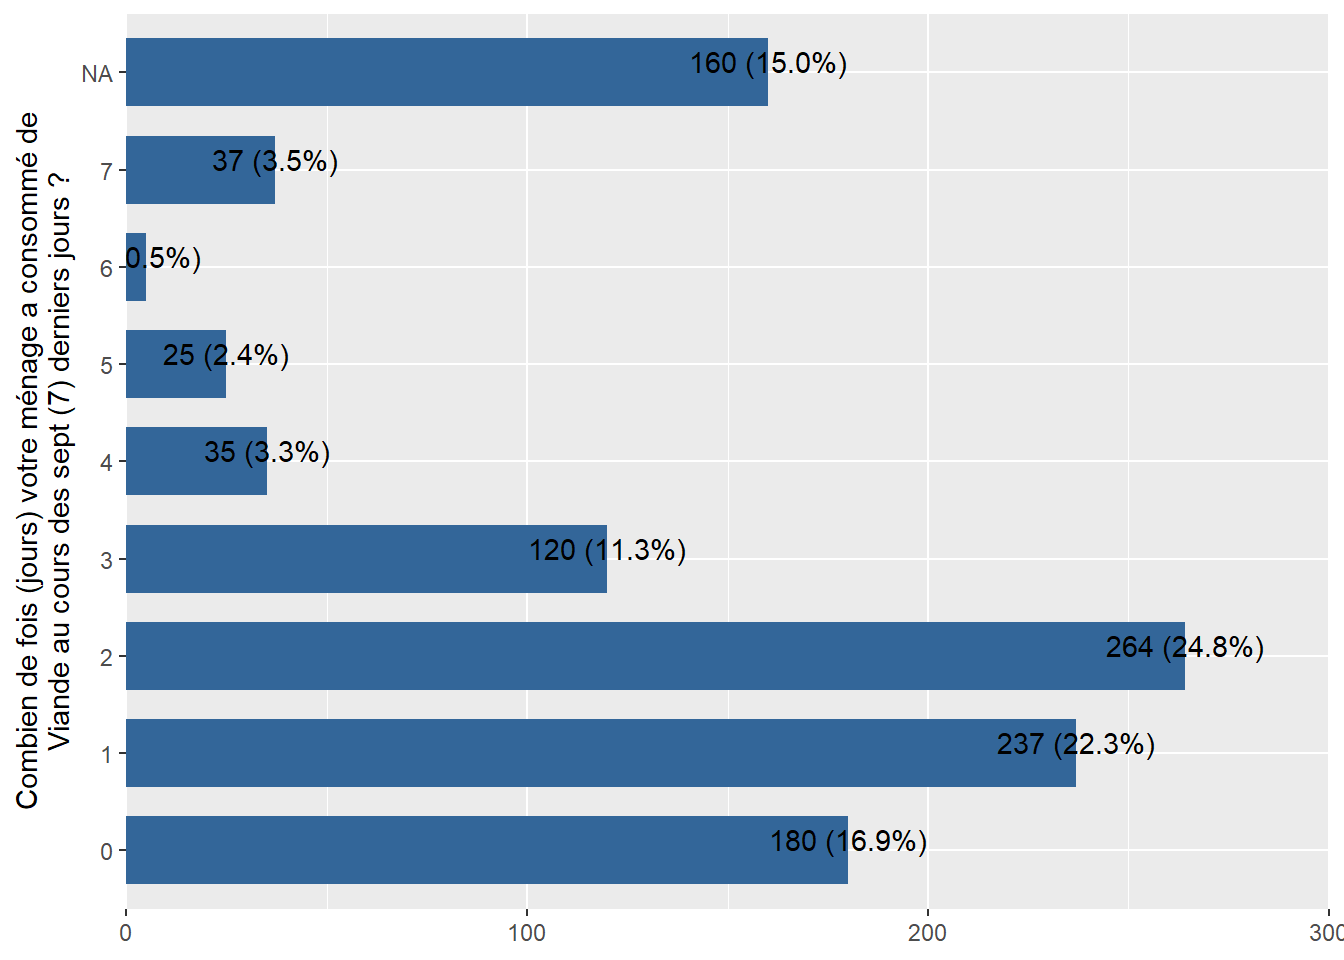 Combien de fois (jours) votre ménage a consommé de
Viande au cours des sept (7) derniers jours ?
NA 160 (15.0%)
7 37 (3.5%)
6 0.5%)
5 25 (2.4%)
4 35 (3.3%)
3 120 (11.3%)
2 264 (24.8%)
1 237 (22.3%)
0 180 (16.9%)
0 100 200 300